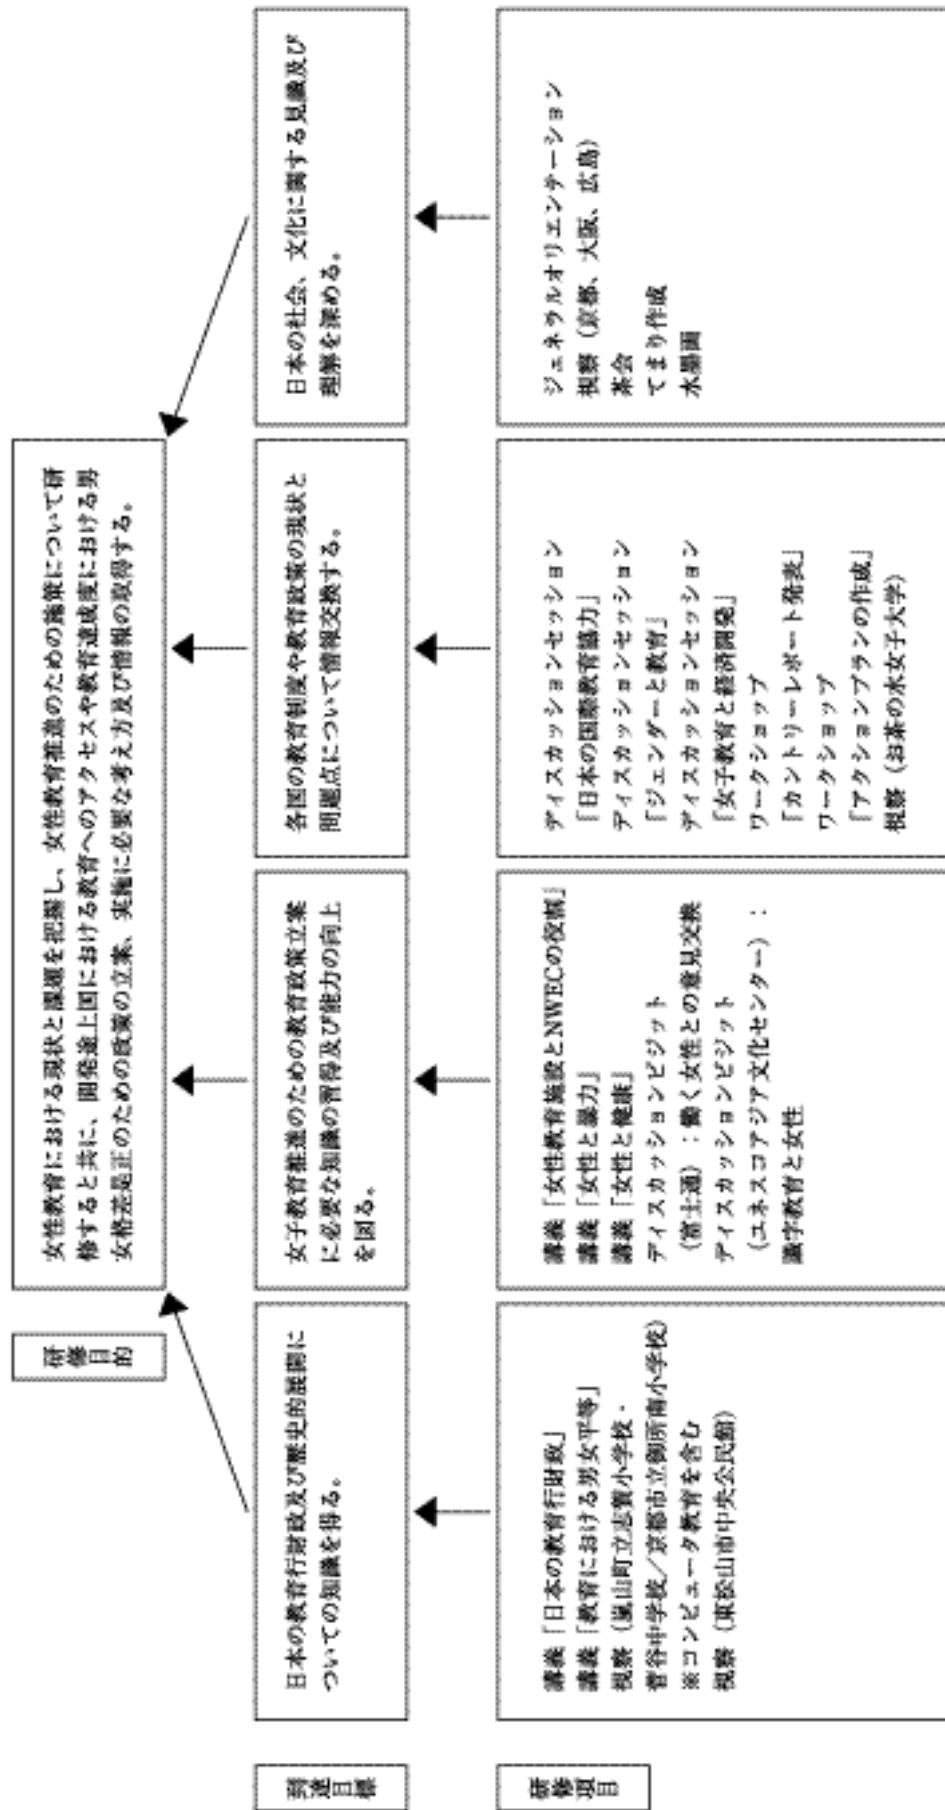 研修目的
女性教育における現状と課題を把握し、女性教育推進のための施策について研
修すると共に、開発途上国における教育へのアクセスや教育達成度における男
女格差是正のための政策の立案、実施に必要な考え方及び情報の取得する。
到達目標
日本の教育行財政及び歴史的展開に
ついての知識を得る。
女子教育推進のための教育政策立案
に必要な知識の習得及び能力の向上
を図る。
各国の教育制度や教育政策の現状と
問題点について情報交換する。
日本の社会、文化に関する見識及び
理解を深める。
研修項目
講義「日本の教育行財政」
講義「教育における男女平等」
視察（嵐山町立志賀小学校・
菅谷中学校／京都市立御所南小学校）
※コンピュータ教育を含む
視察（東松山市中央公民館）
講義「女性教育施設とNWECの役割」
講義「女性と暴力」
講義「女性と健康」
ディスカッションビジット
（富士通）：働く女性との意見交換
ディスカッションビジット
（ユネスコアジア文化センター）：
識字教育と女性
ディスカッションセッション
「日本の国際教育協力」
ディスカッションセッション
「ジェンダーと教育」
ディスカッションセッション
「女子教育と経済開発」
ワークショップ
「カントリーレポート発表」
ワークショップ
「アクションプランの作成」
視察（お茶の水女子大学）
ジェネラルオリエンテーション
視察（京都、大阪、広島）
茶会
てまり作成
水墨画